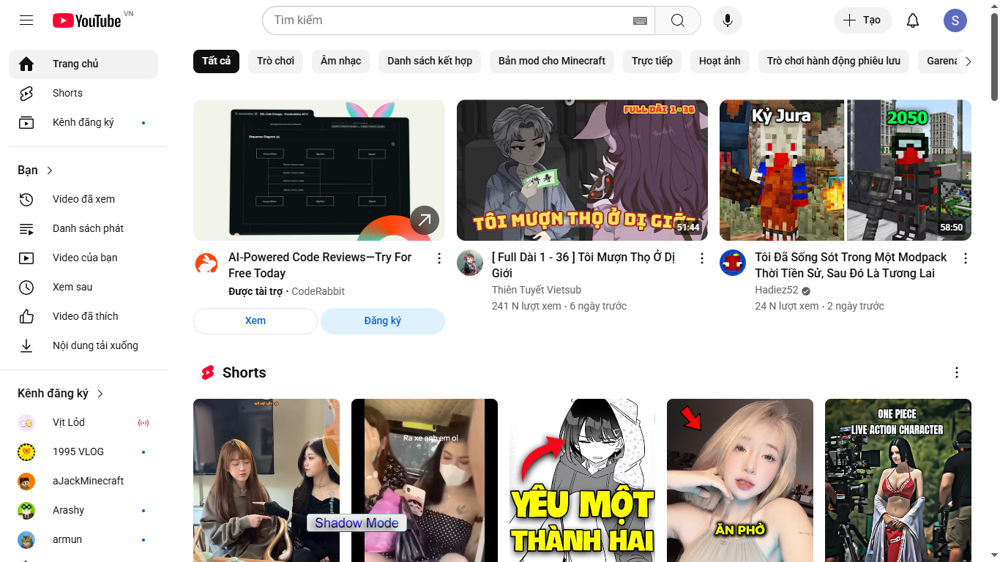 YouTube VN
Tìm kiếm
Tạo
S
Trang chủ
Shorts
Kênh đăng ký
Bạn
Video đã xem
Danh sách phát
Video của bạn
Xem sau
Video đã thích
Nội dung tải xuống
Kênh đăng ký
Vịt Lỏd
1995 VLOG
aJackMinecraft
Arashy
armun
Tất cả
Trò chơi
Âm nhạc
Danh sách kết hợp
Bản mod cho Minecraft
Trực tiếp
Hoạt ảnh
Trò chơi hành động phiêu lưu
Garena
Sequence Diagram (s)
AI-Powered Code Reviews—Try For
Free Today
Được tài trợ • CodeRabbit
Xem
Đăng ký
FULL DÀI 1 - 36
借寿
TÔI MƯỢN THỌ Ở DỊ GIỚI
51:44
[ Full Dài 1 - 36 ] Tôi Mượn Thọ Ở Dị
Giới
Thiên Tuyết Vietsub
241 N lượt xem • 6 ngày trước
Kỷ Jura
2050
58:50
Tôi Đã Sống Sót Trong Một Modpack
Thời Tiền Sử, Sau Đó Là Tương Lai
Hadiez52
24 N lượt xem • 2 ngày trước
Shorts
Shadow Mode
Ra xe anh em ơi
YÊU MỘT
THÀNH HAI
ĂN PHỞ
ONE PIECE
LIVE ACTION CHARACTER